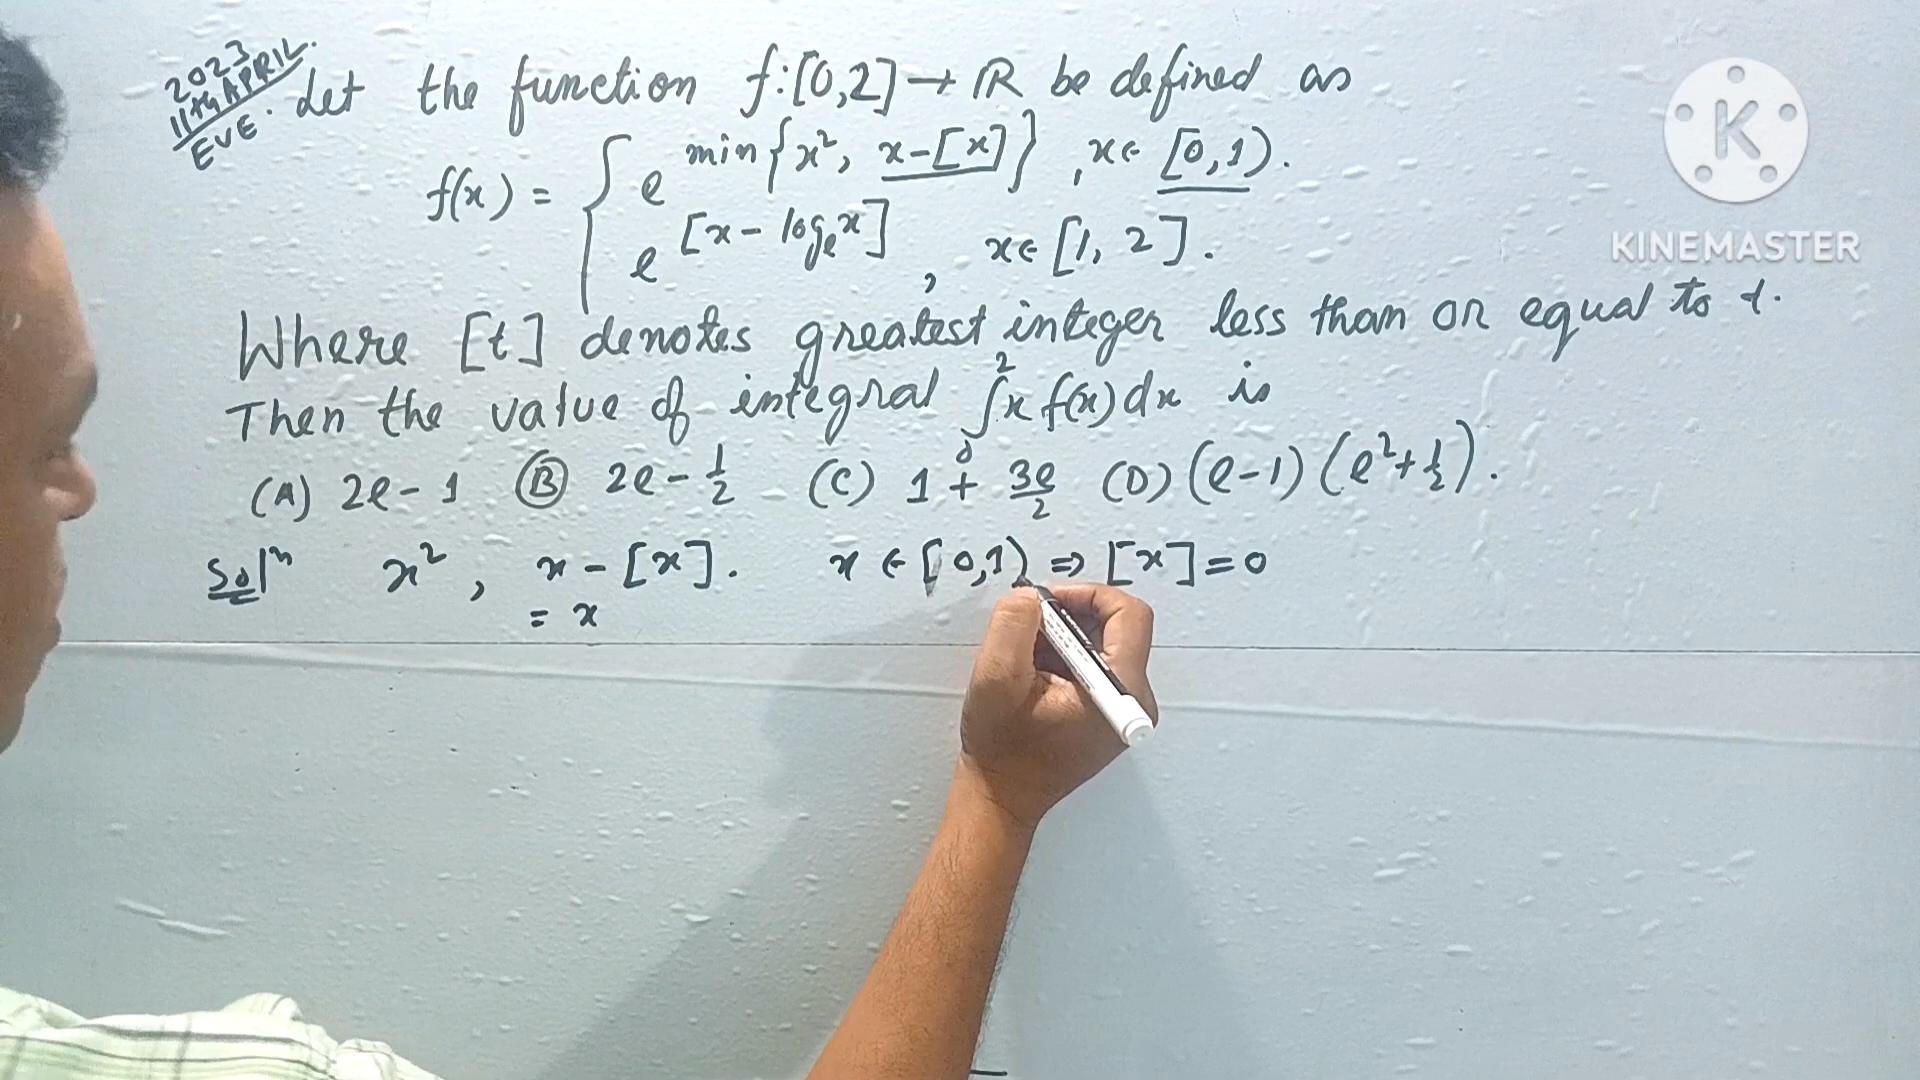 2023
11th APRIL.
EVE.
Let the function f:[0,2]→R be defined as
f(x) = { e^min{x², x-[x]} , x∈ [0,1).
e^[x - logₑx] , x∈ [1, 2].
Where [t] denotes greatest integer less than or equal to t.
Then the value of integral ∫₀² x f(x) dx is
(A) 2e - 1 (B) 2e - 1/2 (C) 1 + 3e/2 (D) (e-1)(e²+1/2).
Solⁿ x² , x - [x]. x ∈ [0,1) ⇒ [x] = 0
= x
K
KINEMASTER